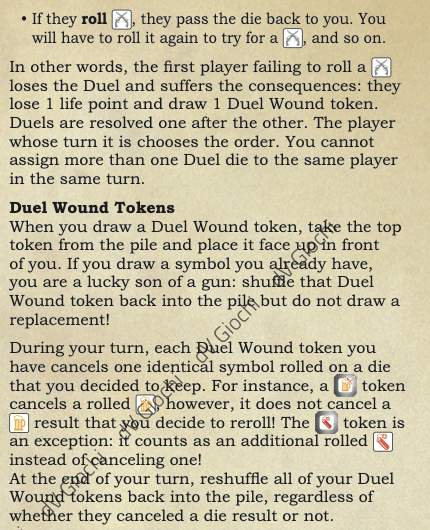 • If they roll , they pass the die back to you. You
will have to roll it again to try for a , and so on.
In other words, the first player failing to roll a
loses the Duel and suffers the consequences: they
lose 1 life point and draw 1 Duel Wound token.
Duels are resolved one after the other. The player
whose turn it is chooses the order. You cannot
assign more than one Duel die to the same player
in the same turn.
Duel Wound Tokens
When you draw a Duel Wound token, take the top
token from the pile and place it face up in front
of you. If you draw a symbol you already have,
you are a lucky son of a gun: shuffle that Duel
Wound token back into the pile but do not draw a
replacement!
During your turn, each Duel Wound token you
have cancels one identical symbol rolled on a die
that you decided to keep. For instance, a token
cancels a rolled , however, it does not cancel a
result that you decide to reroll! The token is
an exception: it counts as an additional rolled
instead of canceling one!
At the end of your turn, reshuffle all of your Duel
Wound tokens back into the pile, regardless of
whether they canceled a die result or not.
dV Giochi dV Giochi dV Giochi dV Giochi